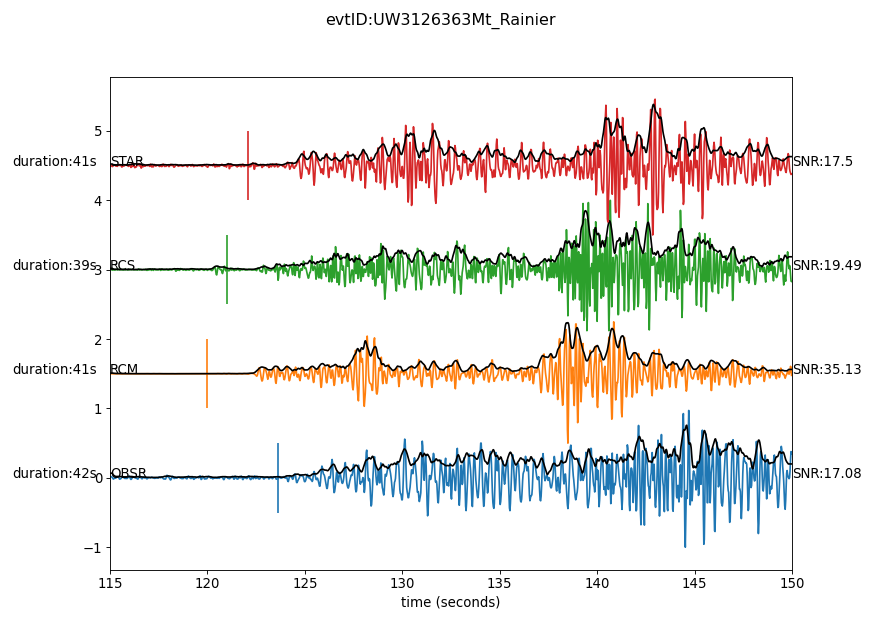 evtID:UW3126363Mt_Rainier
5
duration:41s STAR SNR:17.5
4
duration:39s 3 RCS SNR:19.49
2
duration:41s RCM SNR:35.13
1
duration:42s 0 OBSR SNR:17.08
−1
115 120 125 130 135 140 145 150
time (seconds)